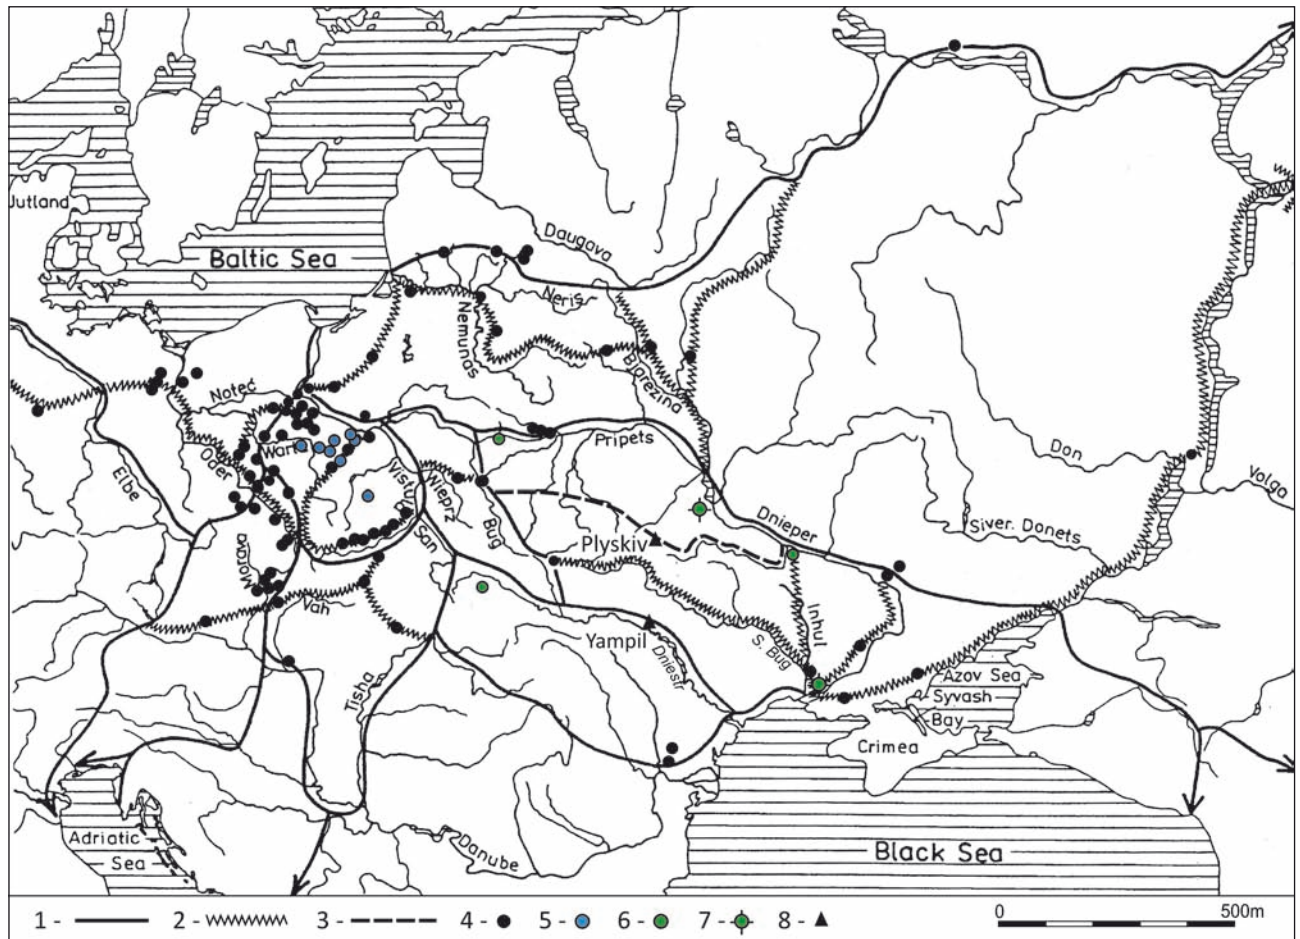 Jutland
Baltic Sea
Daugava
Neris
Nemunas
Bjarezina
Noteć
Warta
Oder
Elbe
Vistula
Wieprz
San
Bug
Pripets
Don
Volga
Siver. Donets
Dnieper
Plyskiv
Morava
Vah
Inhul
Yampil
S. Bug
Dniestr
Tisha
Azov Sea
Syvash
Bay
Crimea
Adriatic
Sea
Danube
Black Sea
1 - 2 - 3 - 4 - 5 - 6 - 7 - 8 -
0 500m